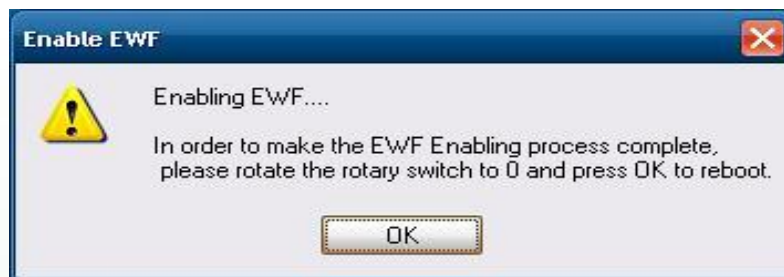 Enable EWF
Enabling EWF....
In order to make the EWF Enabling process complete,
please rotate the rotary switch to 0 and press OK to reboot.
OK